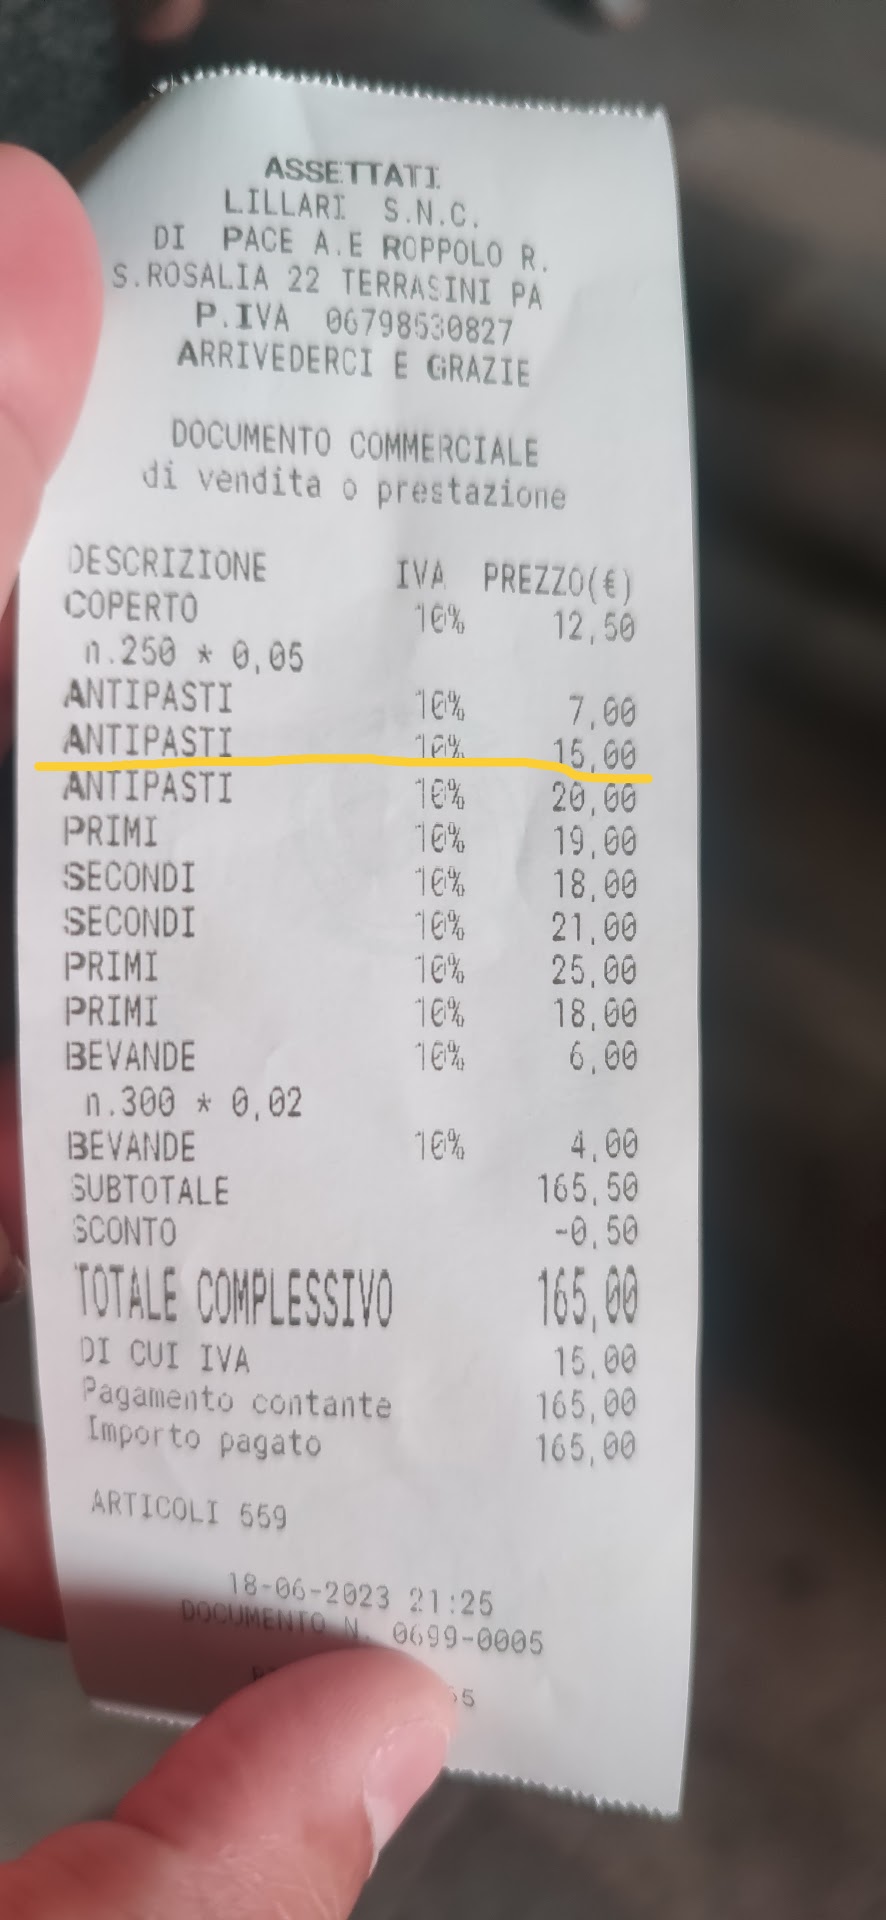 ASSETTATI
LILLARI S.N.C.
DI PACE A.E ROPPOLO R.
S.ROSALIA 22 TERRASINI PA
P.IVA 06798530827
ARRIVEDERCI E GRAZIE
DOCUMENTO COMMERCIALE
di vendita o prestazione
DESCRIZIONE IVA PREZZO(€)
COPERTO 10% 12,50
n.250 * 0,05
ANTIPASTI 10% 7,00
ANTIPASTI 10% 15,00
ANTIPASTI 10% 20,00
PRIMI 10% 19,00
SECONDI 10% 18,00
SECONDI 10% 21,00
PRIMI 10% 25,00
PRIMI 10% 18,00
BEVANDE 10% 6,00
n.300 * 0,02
BEVANDE 10% 4,00
SUBTOTALE 165,50
SCONTO -0,50
TOTALE COMPLESSIVO 165,00
DI CUI IVA 15,00
Pagamento contante 165,00
Importo pagato 165,00
ARTICOLI 559
18-06-2023 21:25
DOCUMENTO N. 0699-0005